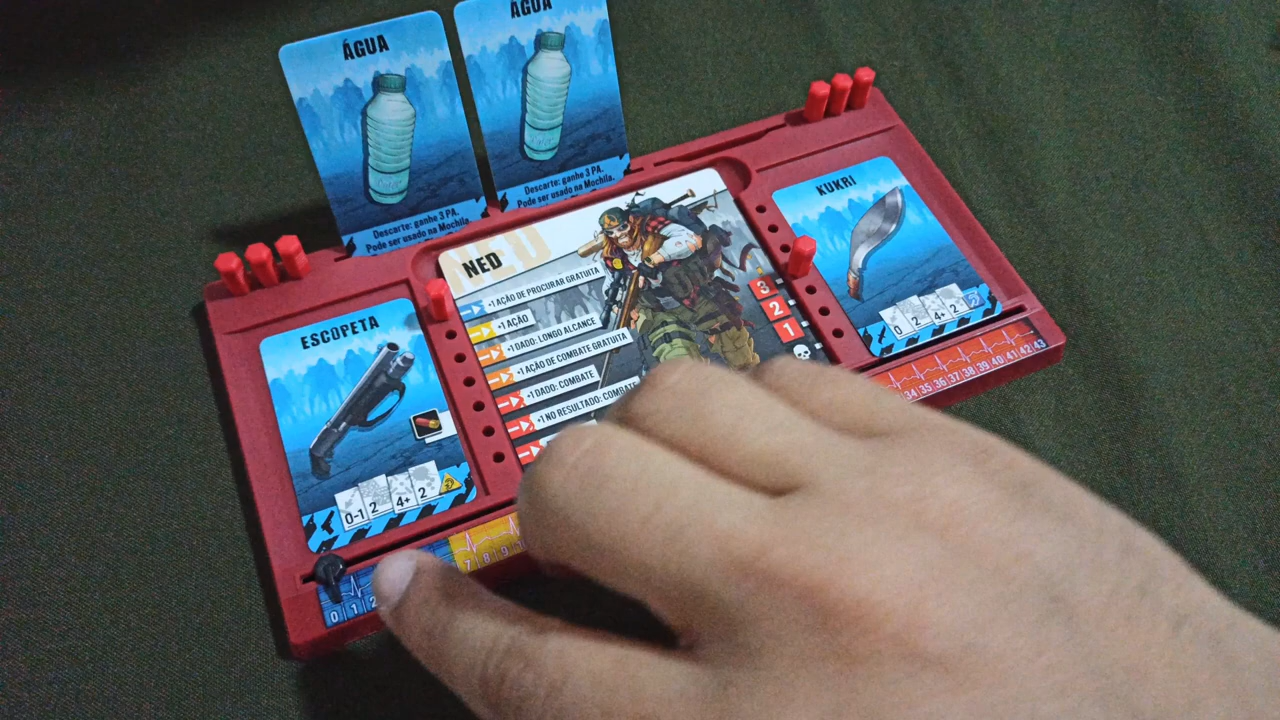 ÁGUA
Descarte: ganhe 3 PA.
Pode ser usado na Mochila.
ÁGUA
Descarte: ganhe 3 PA.
Pode ser usado na Mochila.
NED
+1 AÇÃO DE PROCURAR GRATUITA
+1 AÇÃO
+1 DADO: LONGO ALCANCE
+1 AÇÃO DE COMBATE GRATUITA
+1 DADO: COMBATE
+1 NO RESULTADO: COMBATE
3
2
1
ESCOPETA
0-1 2 4+ 2
KUKRI
0 2 4+ 2
0 1 2
7 8 9
34 35 36 37 38 39 40 41 42 43